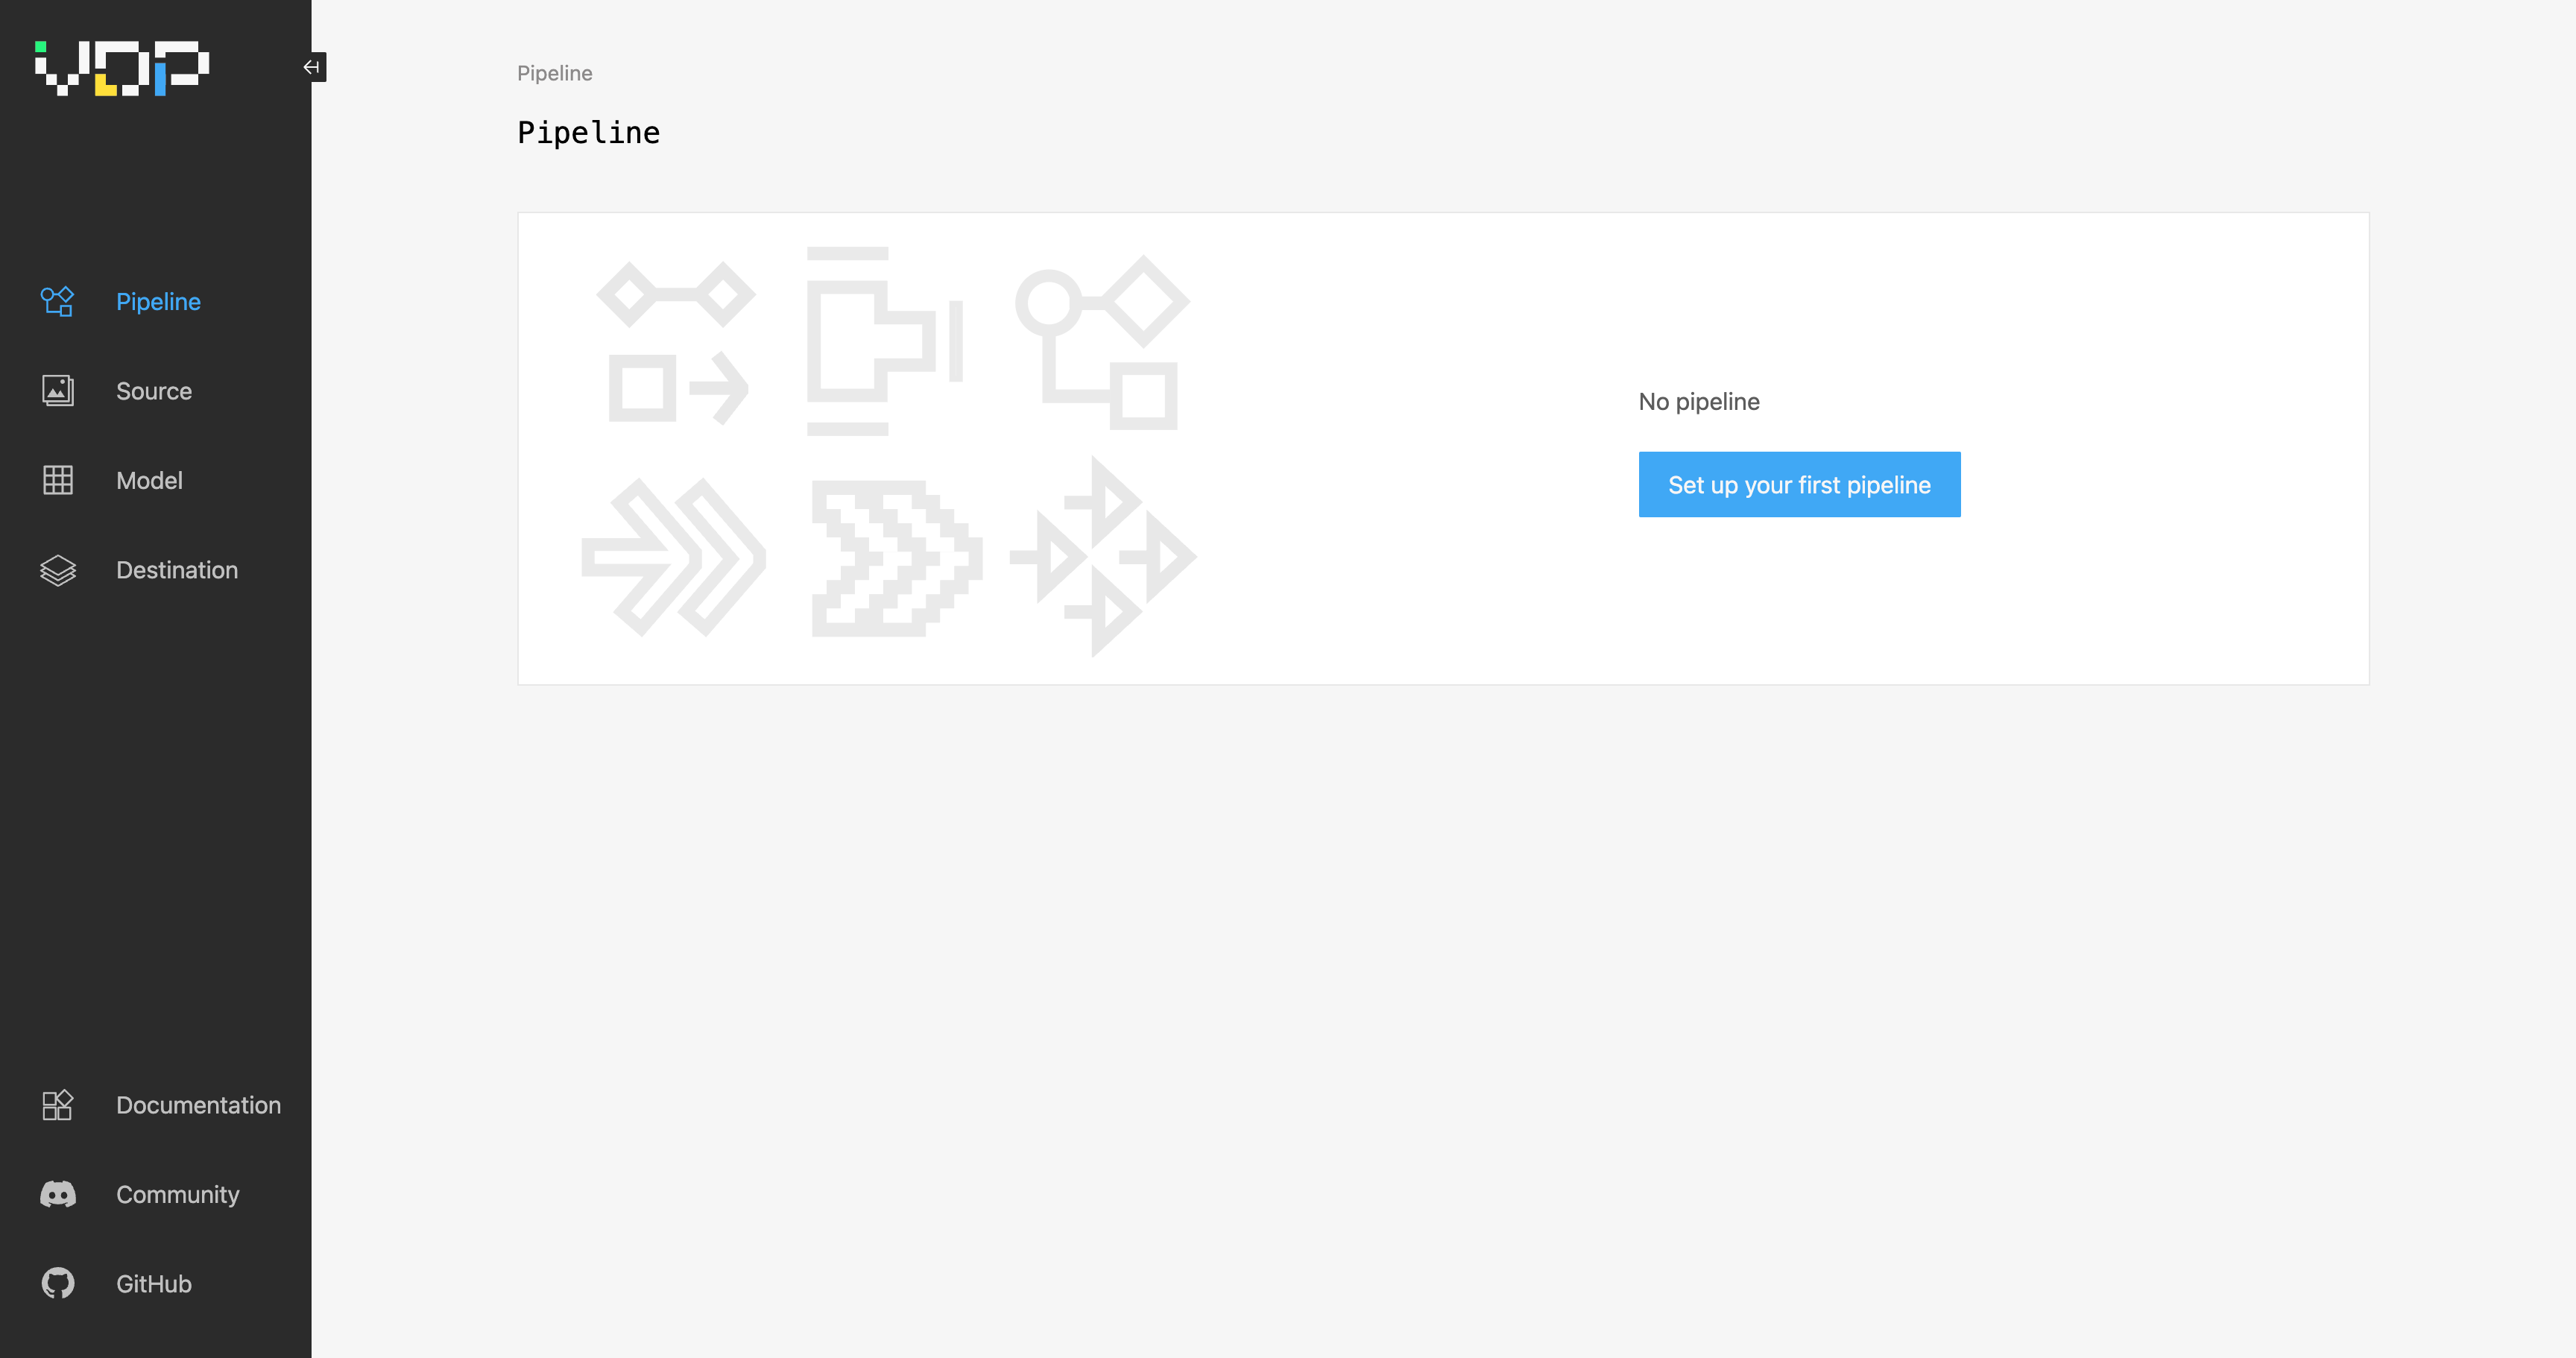 VDP
Pipeline
Source
Model
Destination
Documentation
Community
GitHub
Pipeline
Pipeline
No pipeline
Set up your first pipeline